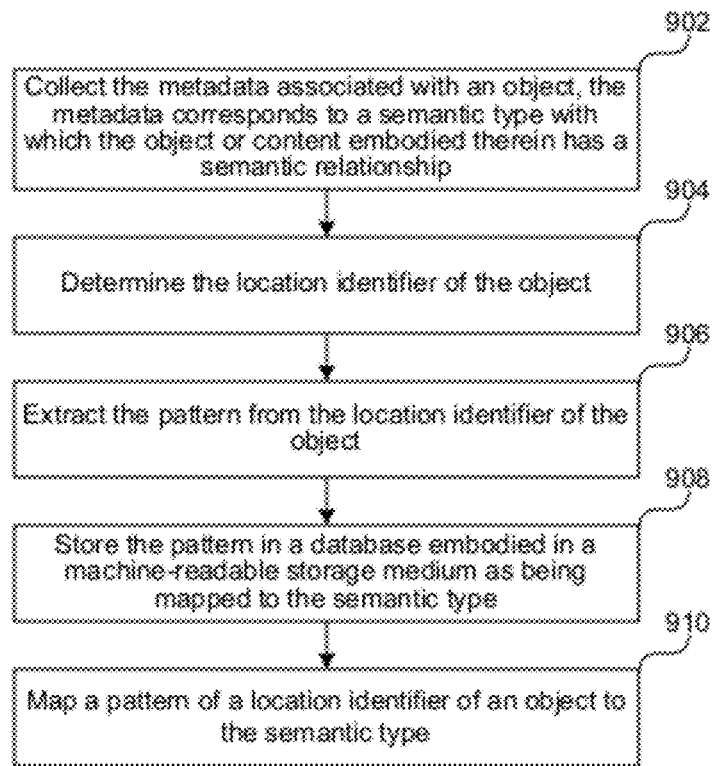 902
Collect the metadata associated with an object, the
metadata corresponds to a semantic type with
which the object or content embodied therein has a
semantic relationship
904
Determine the location identifier of the object
906
Extract the pattern from the location identifier of the
object
908
Store the pattern in a database embodied in a
machine-readable storage medium as being
mapped to the semantic type
910
Map a pattern of a location identifier of an object to
the semantic type